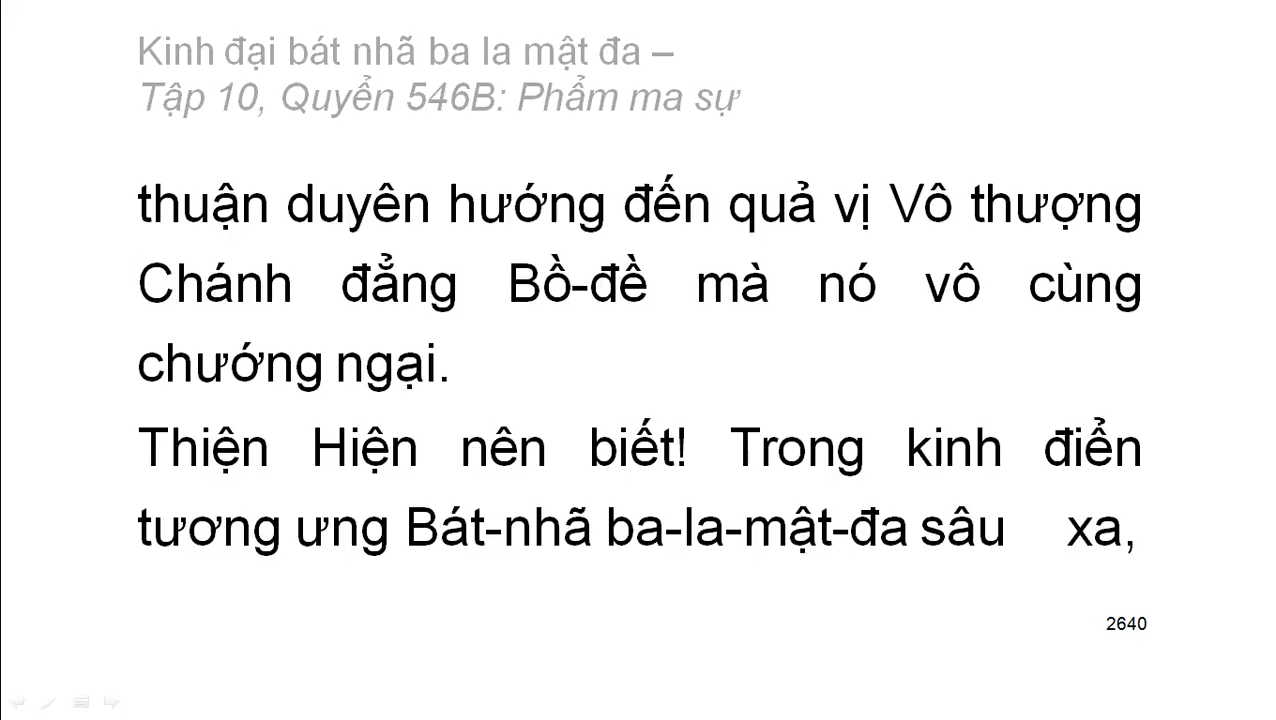 Kinh đại bát nhã ba la mật đa –
Tập 10, Quyển 546B: Phẩm ma sự
thuận duyên hướng đến quả vị Vô thượng
Chánh đẳng Bồ-đề mà nó vô cùng
chướng ngại.
Thiện Hiện nên biết! Trong kinh điển
tương ưng Bát-nhã ba-la-mật-đa sâu xa,
2640